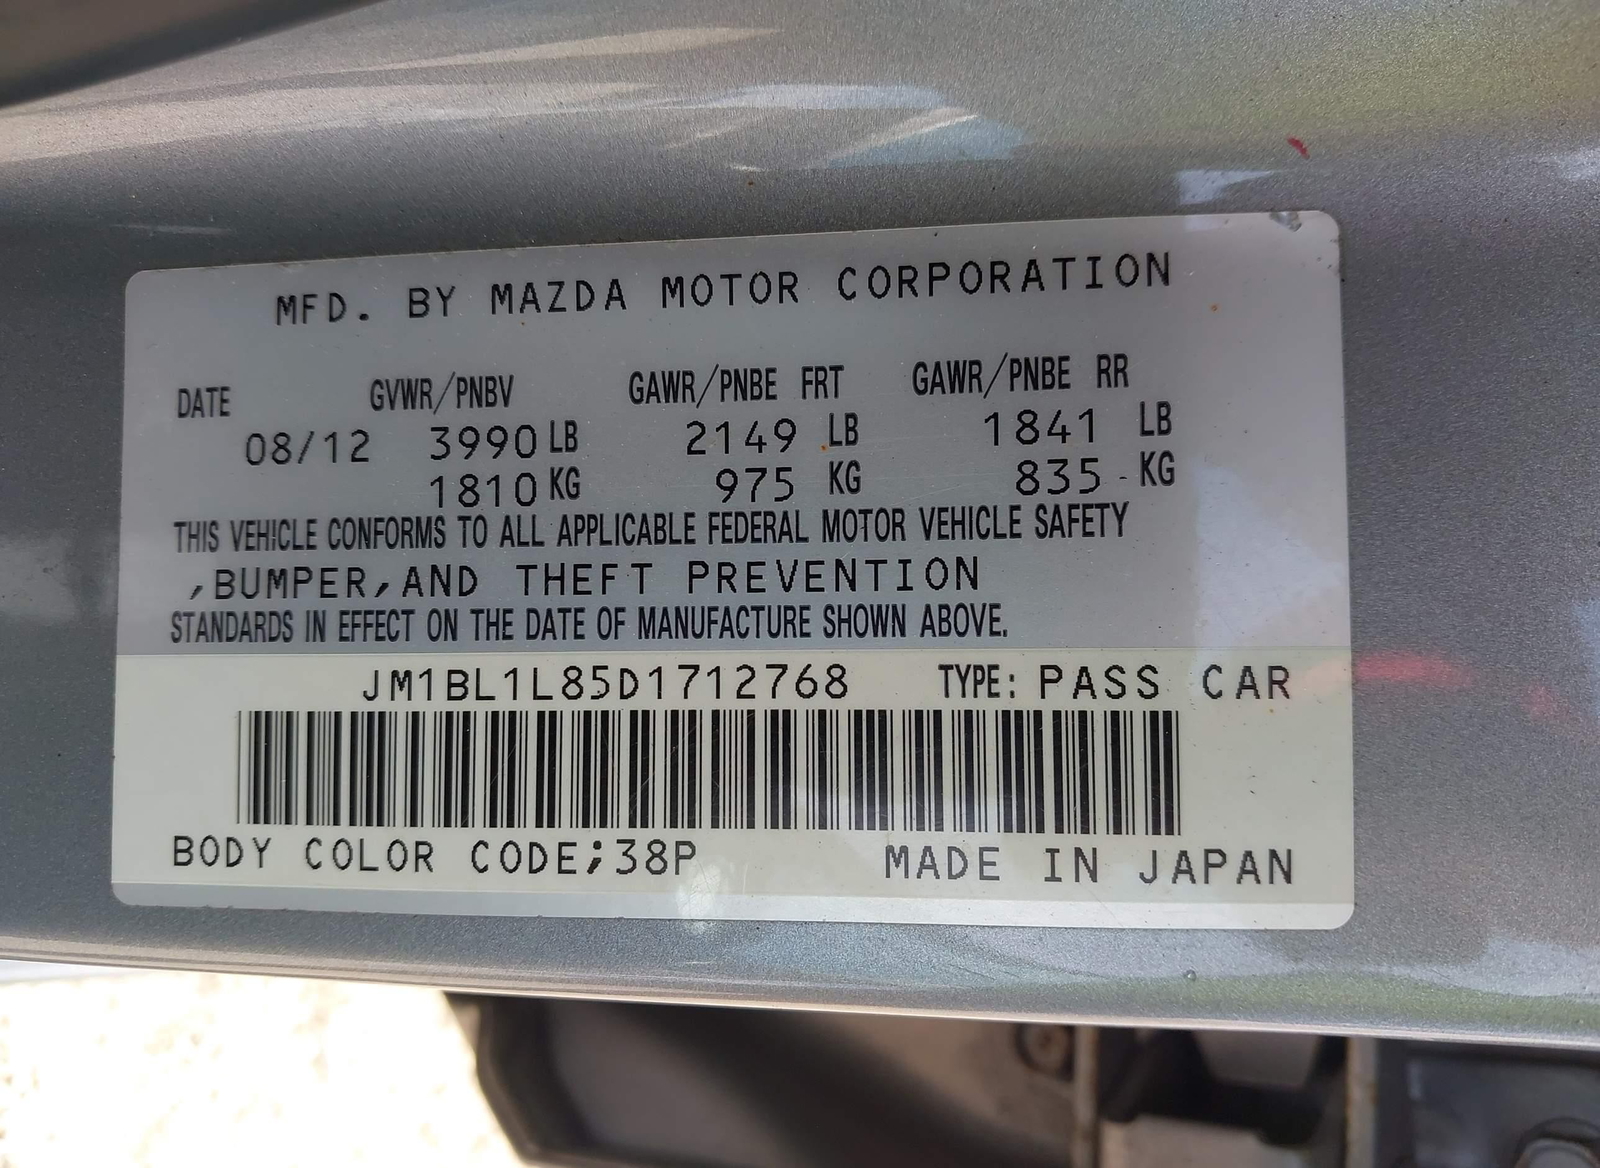 MFD. BY MAZDA MOTOR CORPORATION
DATE GVWR/PNBV GAWR/PNBE FRT GAWR/PNBE RR
08/12 3990 LB 2149 LB 1841 LB
1810 KG 975 KG 835 KG
THIS VEHICLE CONFORMS TO ALL APPLICABLE FEDERAL MOTOR VEHICLE SAFETY
,BUMPER,AND THEFT PREVENTION
STANDARDS IN EFFECT ON THE DATE OF MANUFACTURE SHOWN ABOVE.
JM1BL1L85D1712768 TYPE: PASS CAR
BODY COLOR CODE;38P MADE IN JAPAN